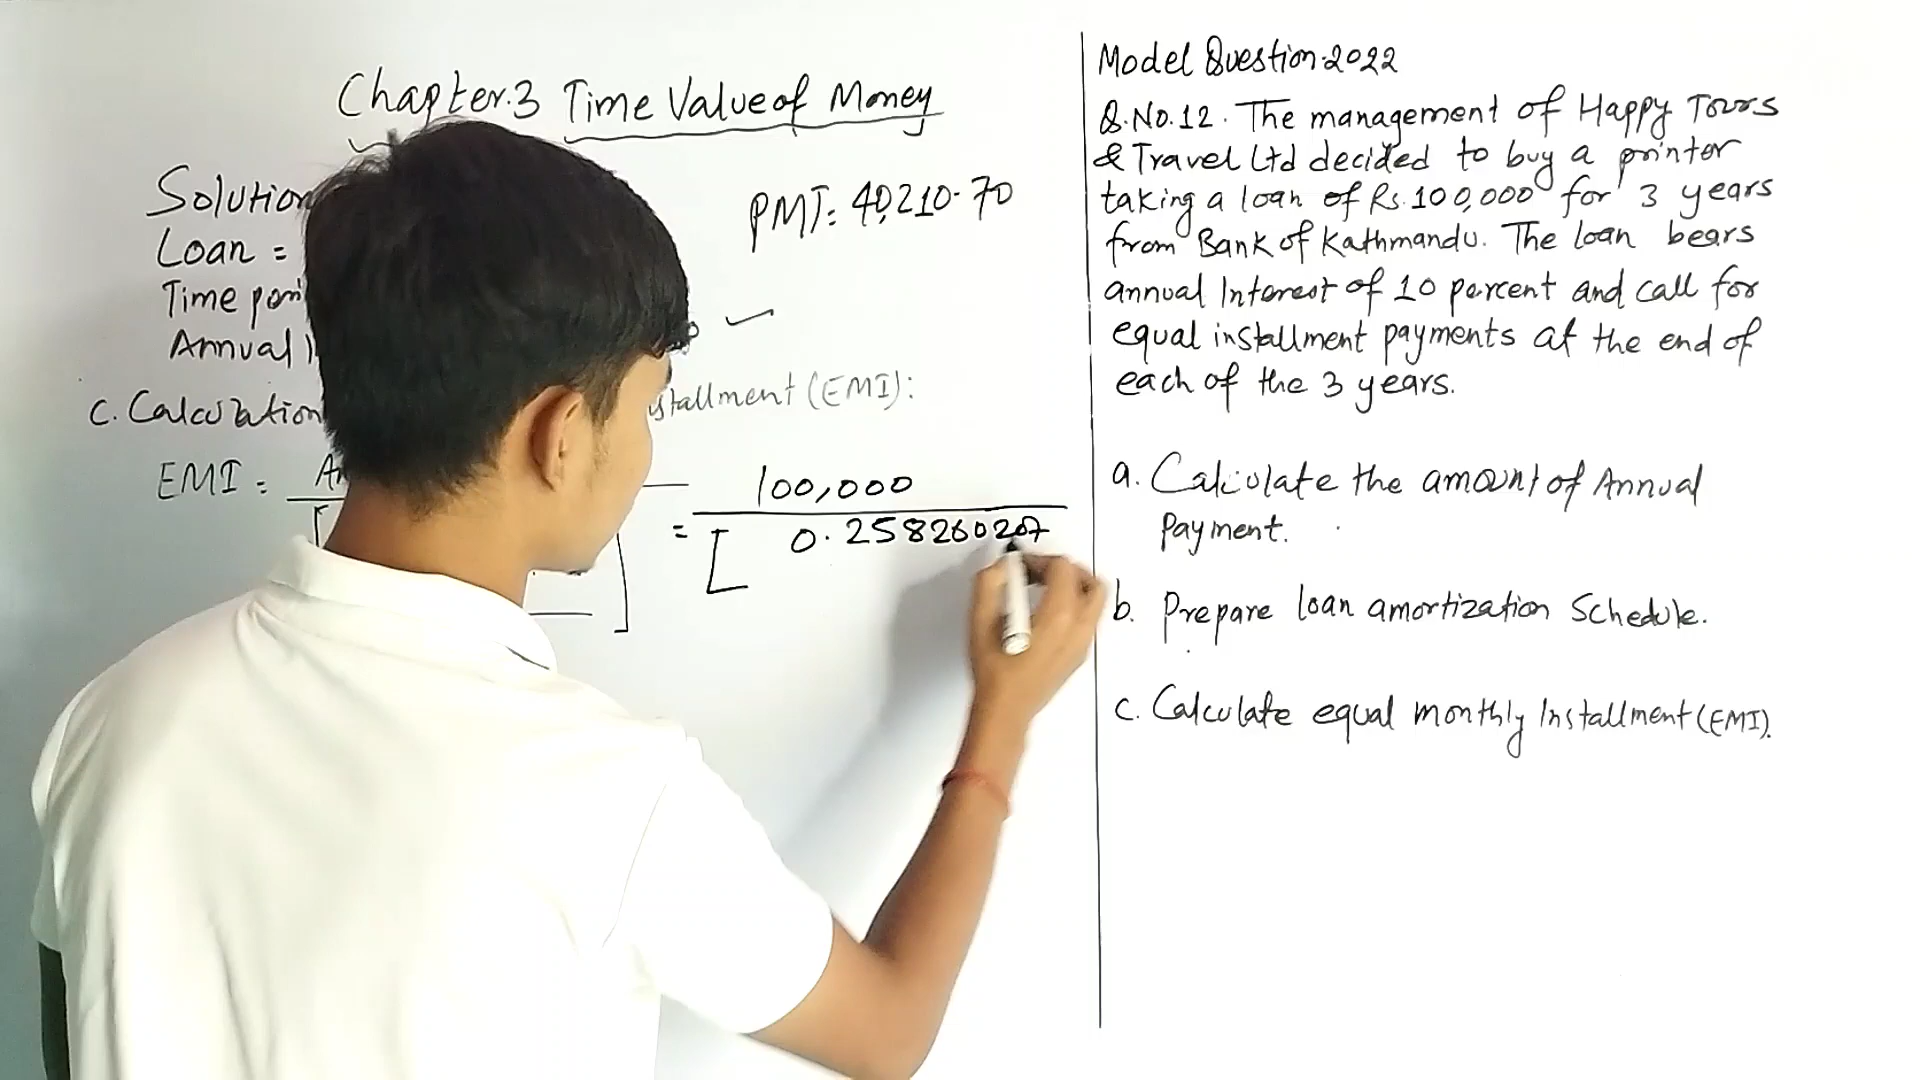 Chapter.3 Time Value of Money
Solution
Loan =
PMT: 40,210.70
Time peri
Annual I
C. Calculation
stallment (EMI):
EMI =
=
100,000
[ 0.258260207
]
Model Question.2022
Q.No.12. The management of Happy Tours
& Travel Ltd decided to buy a printer
taking a loan of Rs.100,000 for 3 years
from Bank of Kathmandu. The loan bears
annual Interest of 10 percent and call for
equal installment payments at the end of
each of the 3 years.
a. Calculate the amount of Annual
Payment.
b. Prepare loan amortization Schedule.
c. Calculate equal monthly Installment (EMI).